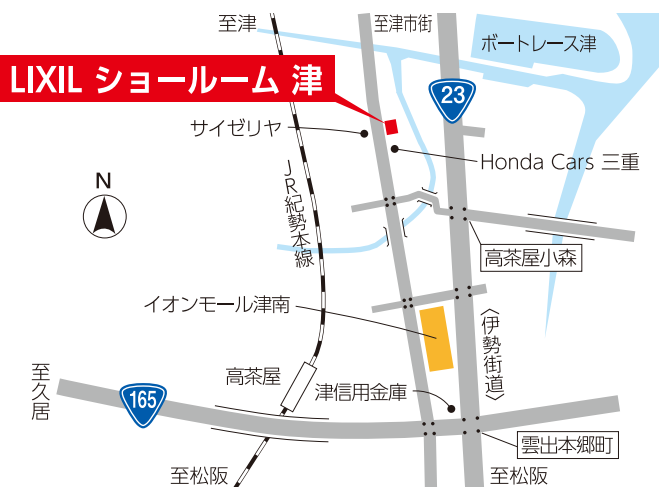 至津
至津市街
ボートレース津
LIXIL ショールーム 津
23
サイゼリヤ
Honda Cars 三重
N
JR紀勢本線
高茶屋小森
イオンモール津南
〈伊勢街道〉
至久居
高茶屋
165
津信用金庫
雲出本郷町
至松阪
至松阪